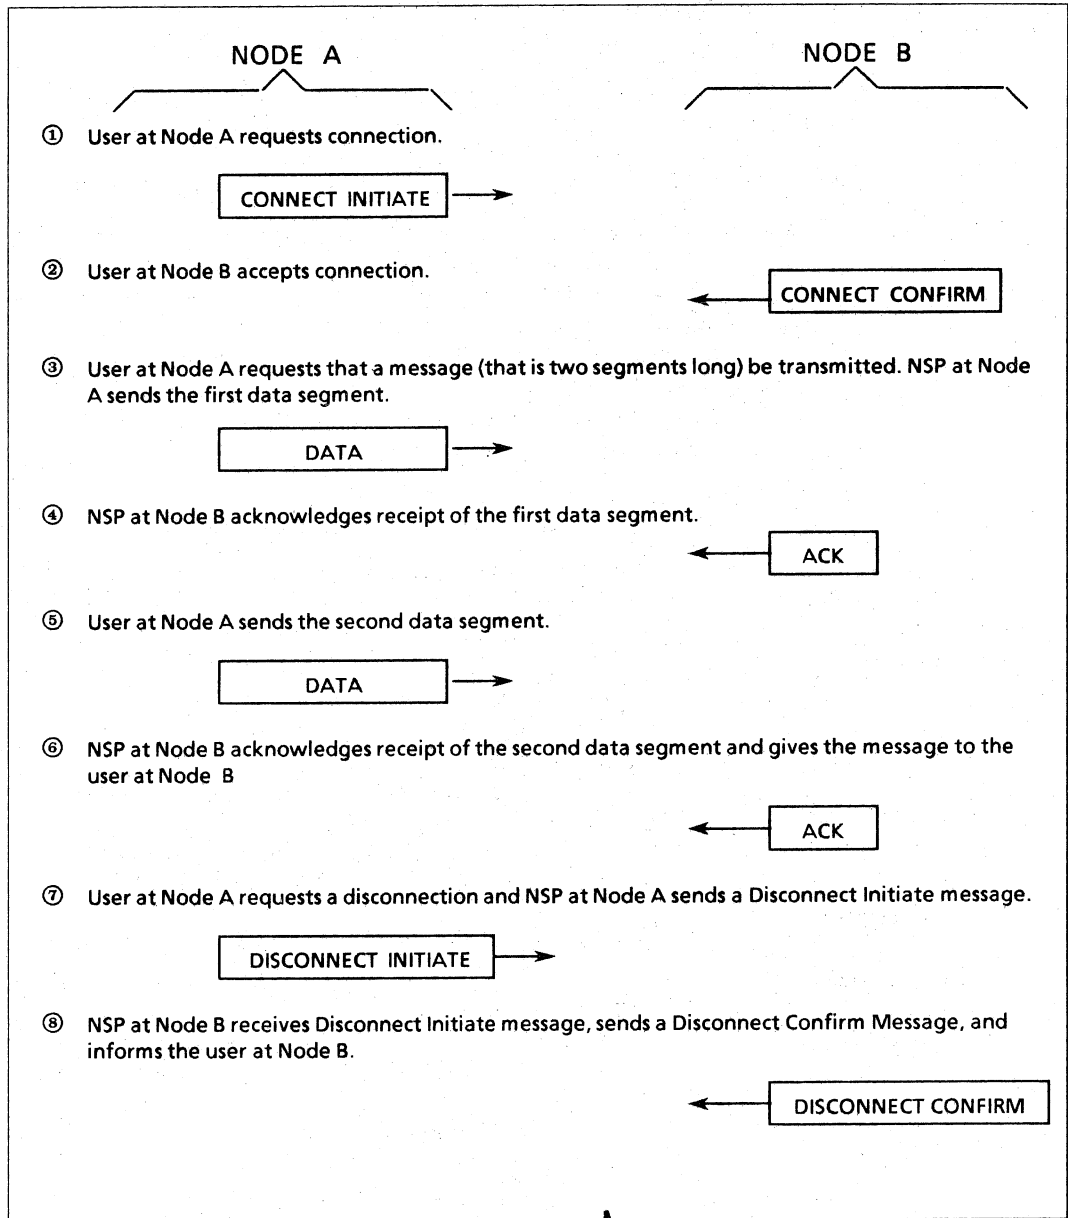 NODE A
NODE B
① User at Node A requests connection.
CONNECT INITIATE
② User at Node B accepts connection.
CONNECT CONFIRM
③ User at Node A requests that a message (that is two segments long) be transmitted. NSP at Node
A sends the first data segment.
DATA
④ NSP at Node B acknowledges receipt of the first data segment.
ACK
⑤ User at Node A sends the second data segment.
DATA
⑥ NSP at Node B acknowledges receipt of the second data segment and gives the message to the
user at Node B
ACK
⑦ User at Node A requests a disconnection and NSP at Node A sends a Disconnect Initiate message.
DISCONNECT INITIATE
⑧ NSP at Node B receives Disconnect Initiate message, sends a Disconnect Confirm Message, and
informs the user at Node B.
DISCONNECT CONFIRM